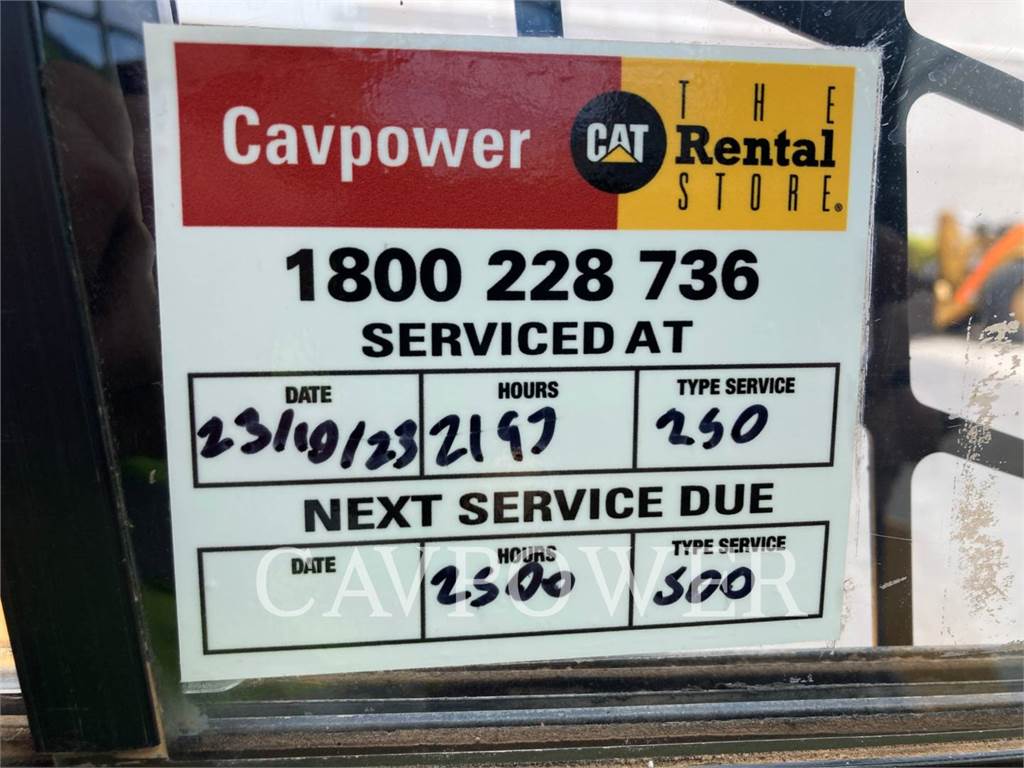 Cavpower CAT THE Rental STORE®
1800 228 736
SERVICED AT
DATE HOURS TYPE SERVICE
23/10/23 2197 250
NEXT SERVICE DUE
DATE HOURS TYPE SERVICE
2500 500
CAVPOWER